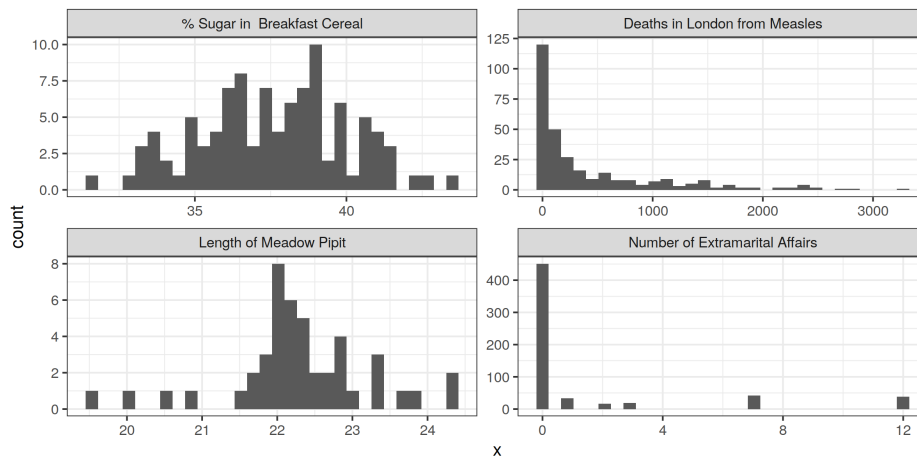 % Sugar in  Breakfast Cereal
10.0
7.5
5.0
2.5
0.0
35 40
Deaths in London from Measles
125
100
75
50
25
0
0 1000 2000 3000
count
Length of Meadow Pipit
8
6
4
2
0
20 21 22 23 24
Number of Extramarital Affairs
400
300
200
100
0
0 4 8 12
x